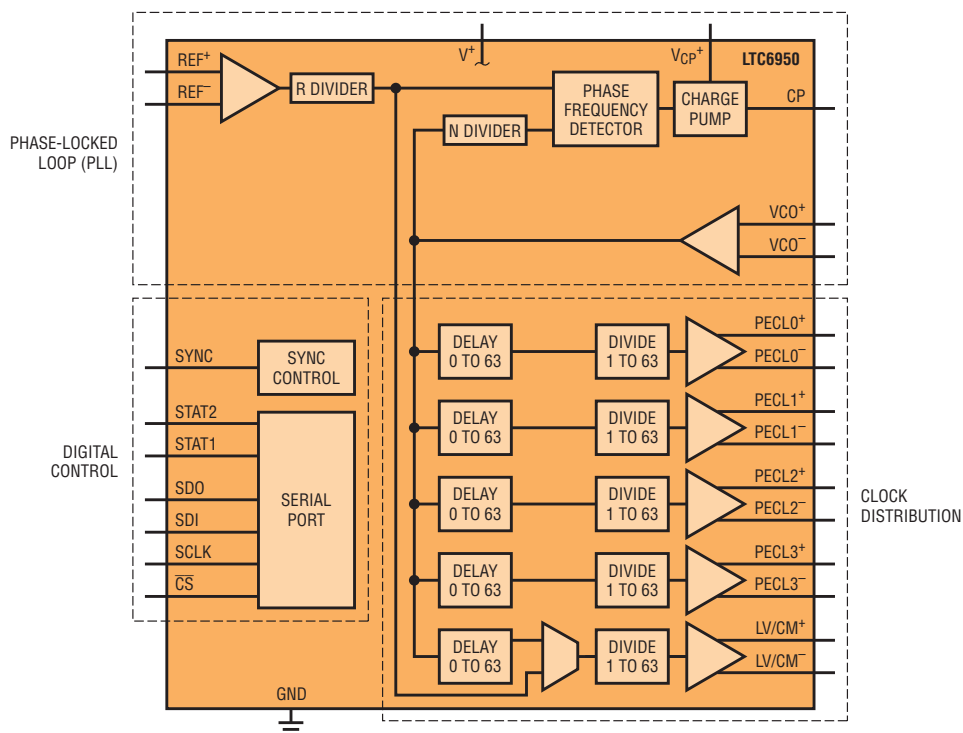 V⁺
V_CP⁺
LTC6950
REF⁺
REF⁻
R DIVIDER
PHASE
FREQUENCY
DETECTOR
CHARGE
PUMP
CP
N DIVIDER
PHASE-LOCKED
LOOP (PLL)
VCO⁺
VCO⁻
SYNC
SYNC
CONTROL
STAT2
STAT1
SDO
SDI
SCLK
C̅S̅
SERIAL
PORT
DIGITAL
CONTROL
DELAY
0 TO 63
DIVIDE
1 TO 63
PECL0⁺
PECL0⁻
DELAY
0 TO 63
DIVIDE
1 TO 63
PECL1⁺
PECL1⁻
DELAY
0 TO 63
DIVIDE
1 TO 63
PECL2⁺
PECL2⁻
DELAY
0 TO 63
DIVIDE
1 TO 63
PECL3⁺
PECL3⁻
DELAY
0 TO 63
DIVIDE
1 TO 63
LV/CM⁺
LV/CM⁻
CLOCK
DISTRIBUTION
GND